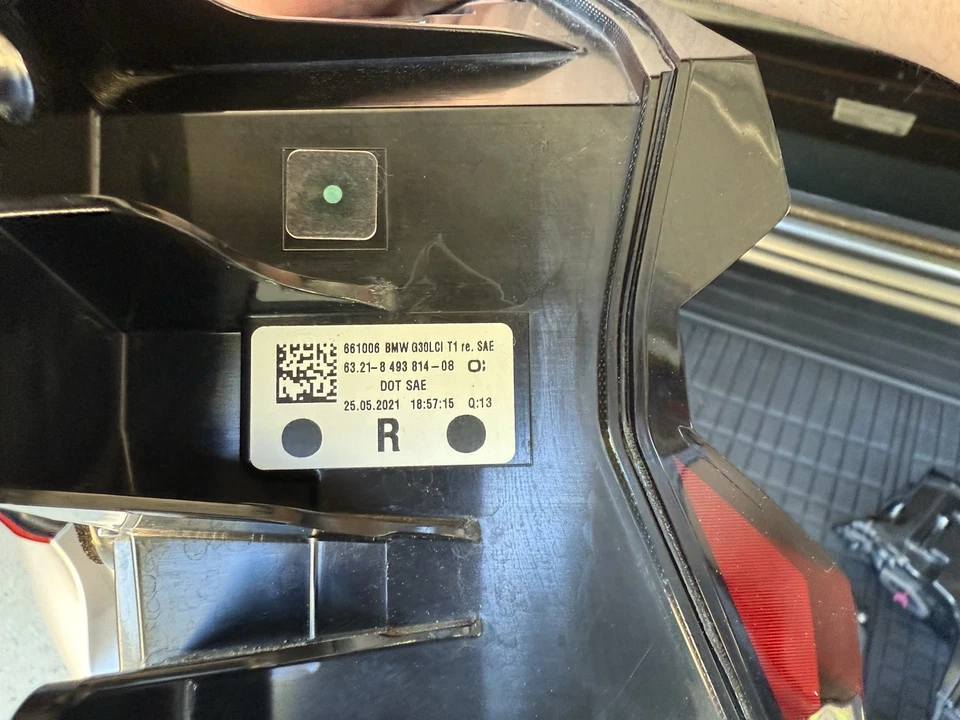 661006 BMW G30LCI T1 re. SAE
63.21-8 493 814-08
DOT SAE
25.05.2021 18:57:15 Q:13
R